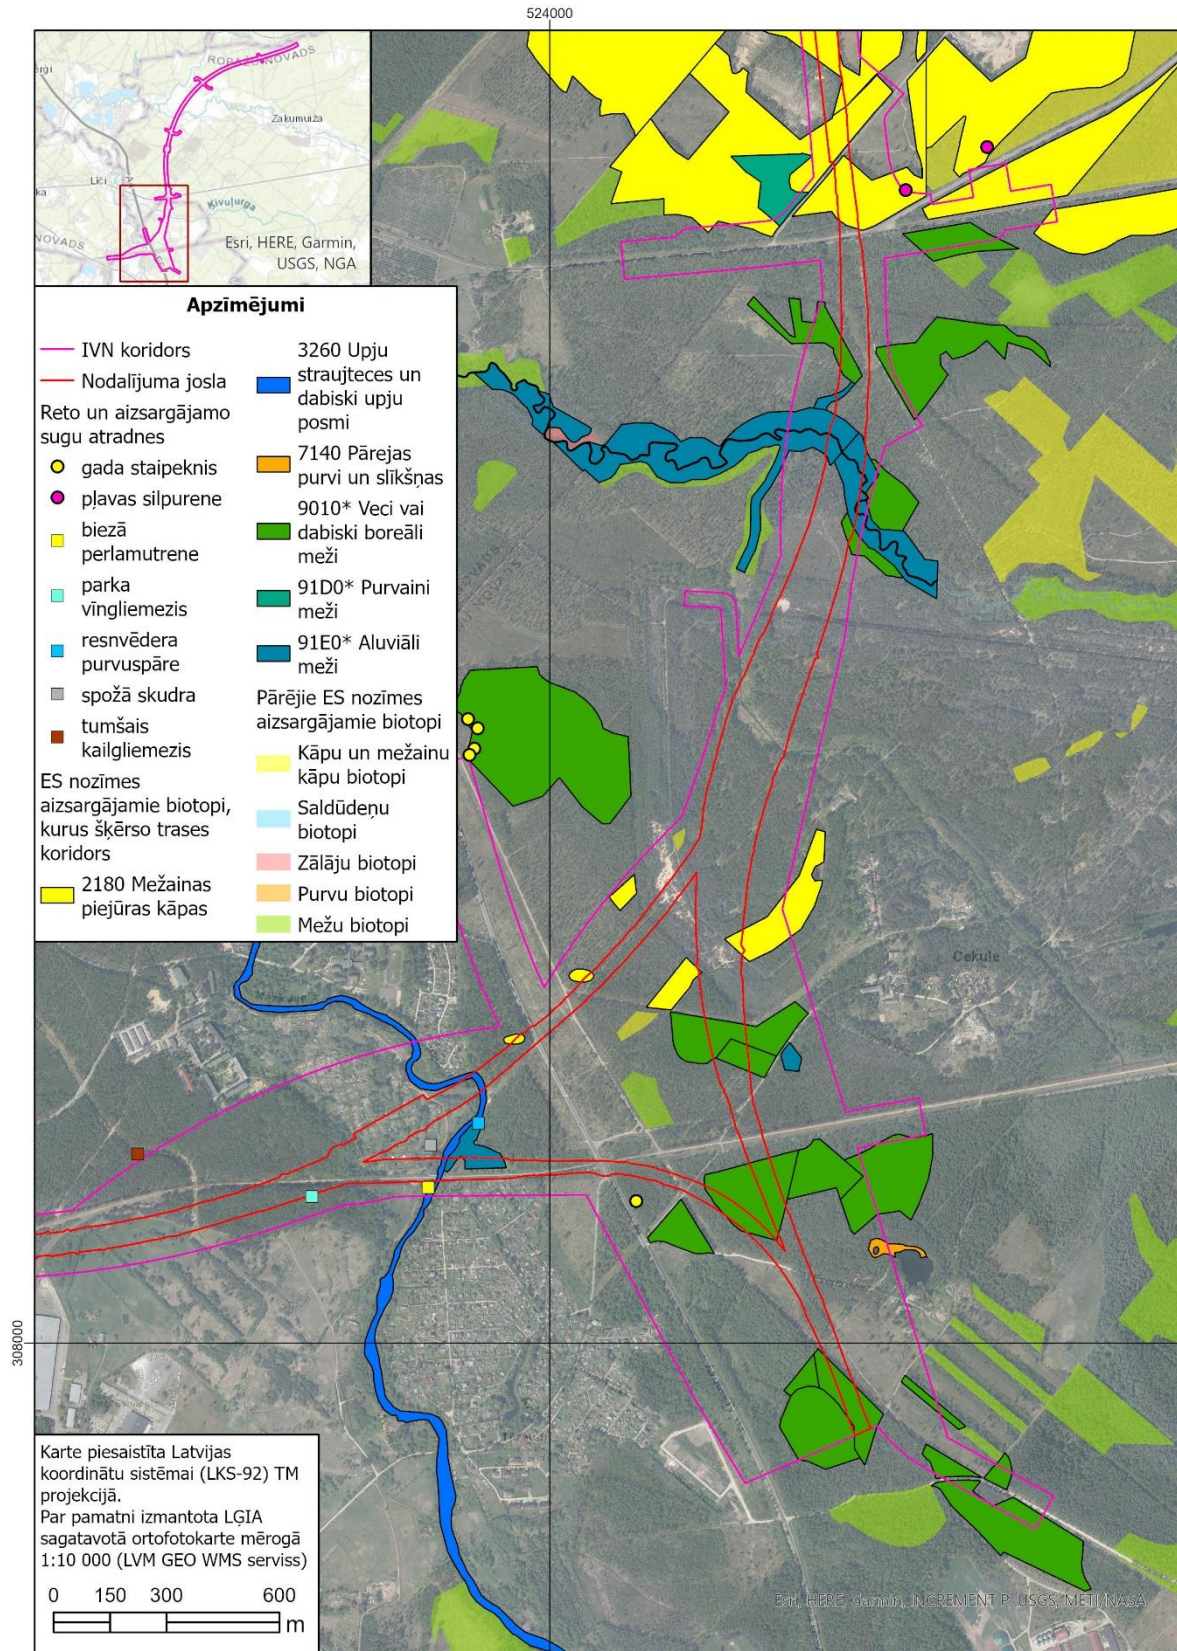 524000
ROPAŽU NOVADS
Zakumuiža
Līči
Ķivuļurga
NOVADS
Esri, HERE, Garmin,
USGS, NGA
Apzīmējumi
IVN koridors
Nodalījuma josla
Reto un aizsargājamo
sugu atradnes
gada staipeknis
pļavas silpurene
biezā
perlamutrene
parka
vīngliemezis
resnvēdera
purvuspāre
spožā skudra
tumšais
kailgliemezis
ES nozīmes
aizsargājamie biotopi,
kurus šķērso trases
koridors
2180 Mežainas
piejūras kāpas
3260 Upju
straujteces un
dabiski upju
posmi
7140 Pārejas
purvi un slīkšņas
9010* Veci vai
dabiski boreāli
meži
91D0* Purvaini
meži
91E0* Aluviāli
meži
Pārējie ES nozīmes
aizsargājamie biotopi
Kāpu un mežainu
kāpu biotopi
Saldūdeņu
biotopi
Zālāju biotopi
Purvu biotopi
Mežu biotopi
Cekule
308000
Karte piesaistīta Latvijas
koordinātu sistēmai (LKS-92) TM
projekcijā.
Par pamatni izmantota LĢIA
sagatavotā ortofotokarte mērogā
1:10 000 (LVM GEO WMS serviss)
0 150 300 600
m
Esri, HERE, Garmin, INCREMENT P, USGS, METI/NASA